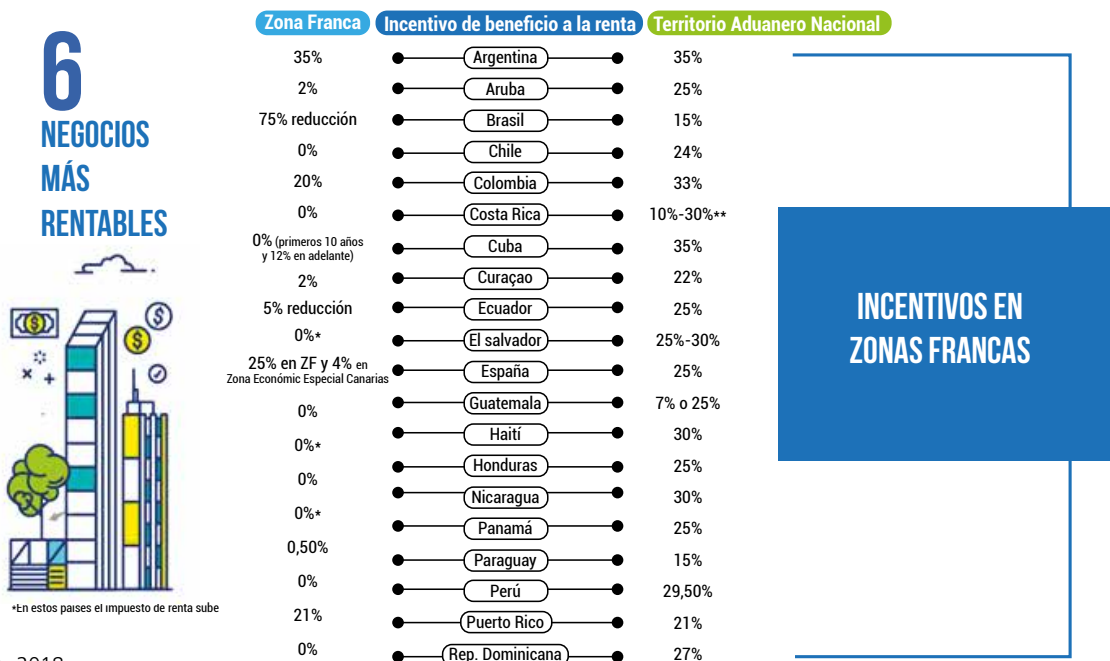 6
NEGOCIOS
MÁS
RENTABLES
Zona Franca Incentivo de beneficio a la renta Territorio Aduanero Nacional
35% Argentina 35%
2% Aruba 25%
75% reducción Brasil 15%
0% Chile 24%
20% Colombia 33%
0% Costa Rica 10%-30%**
0% (primeros 10 años
y 12% en adelante) Cuba 35%
2% Curaçao 22%
5% reducción Ecuador 25%
0%* El salvador 25%-30%
25% en ZF y 4% en
Zona Económic Especial Canarias España 25%
0% Guatemala 7% o 25%
0%* Haití 30%
0% Honduras 25%
0%* Nicaragua 30%
0,50% Panamá 25%
0% Paraguay 15%
21% Perú 29,50%
0% Puerto Rico 21%
Rep. Dominicana 27%
INCENTIVOS EN
ZONAS FRANCAS
*En estos países el impuesto de renta sube
2018